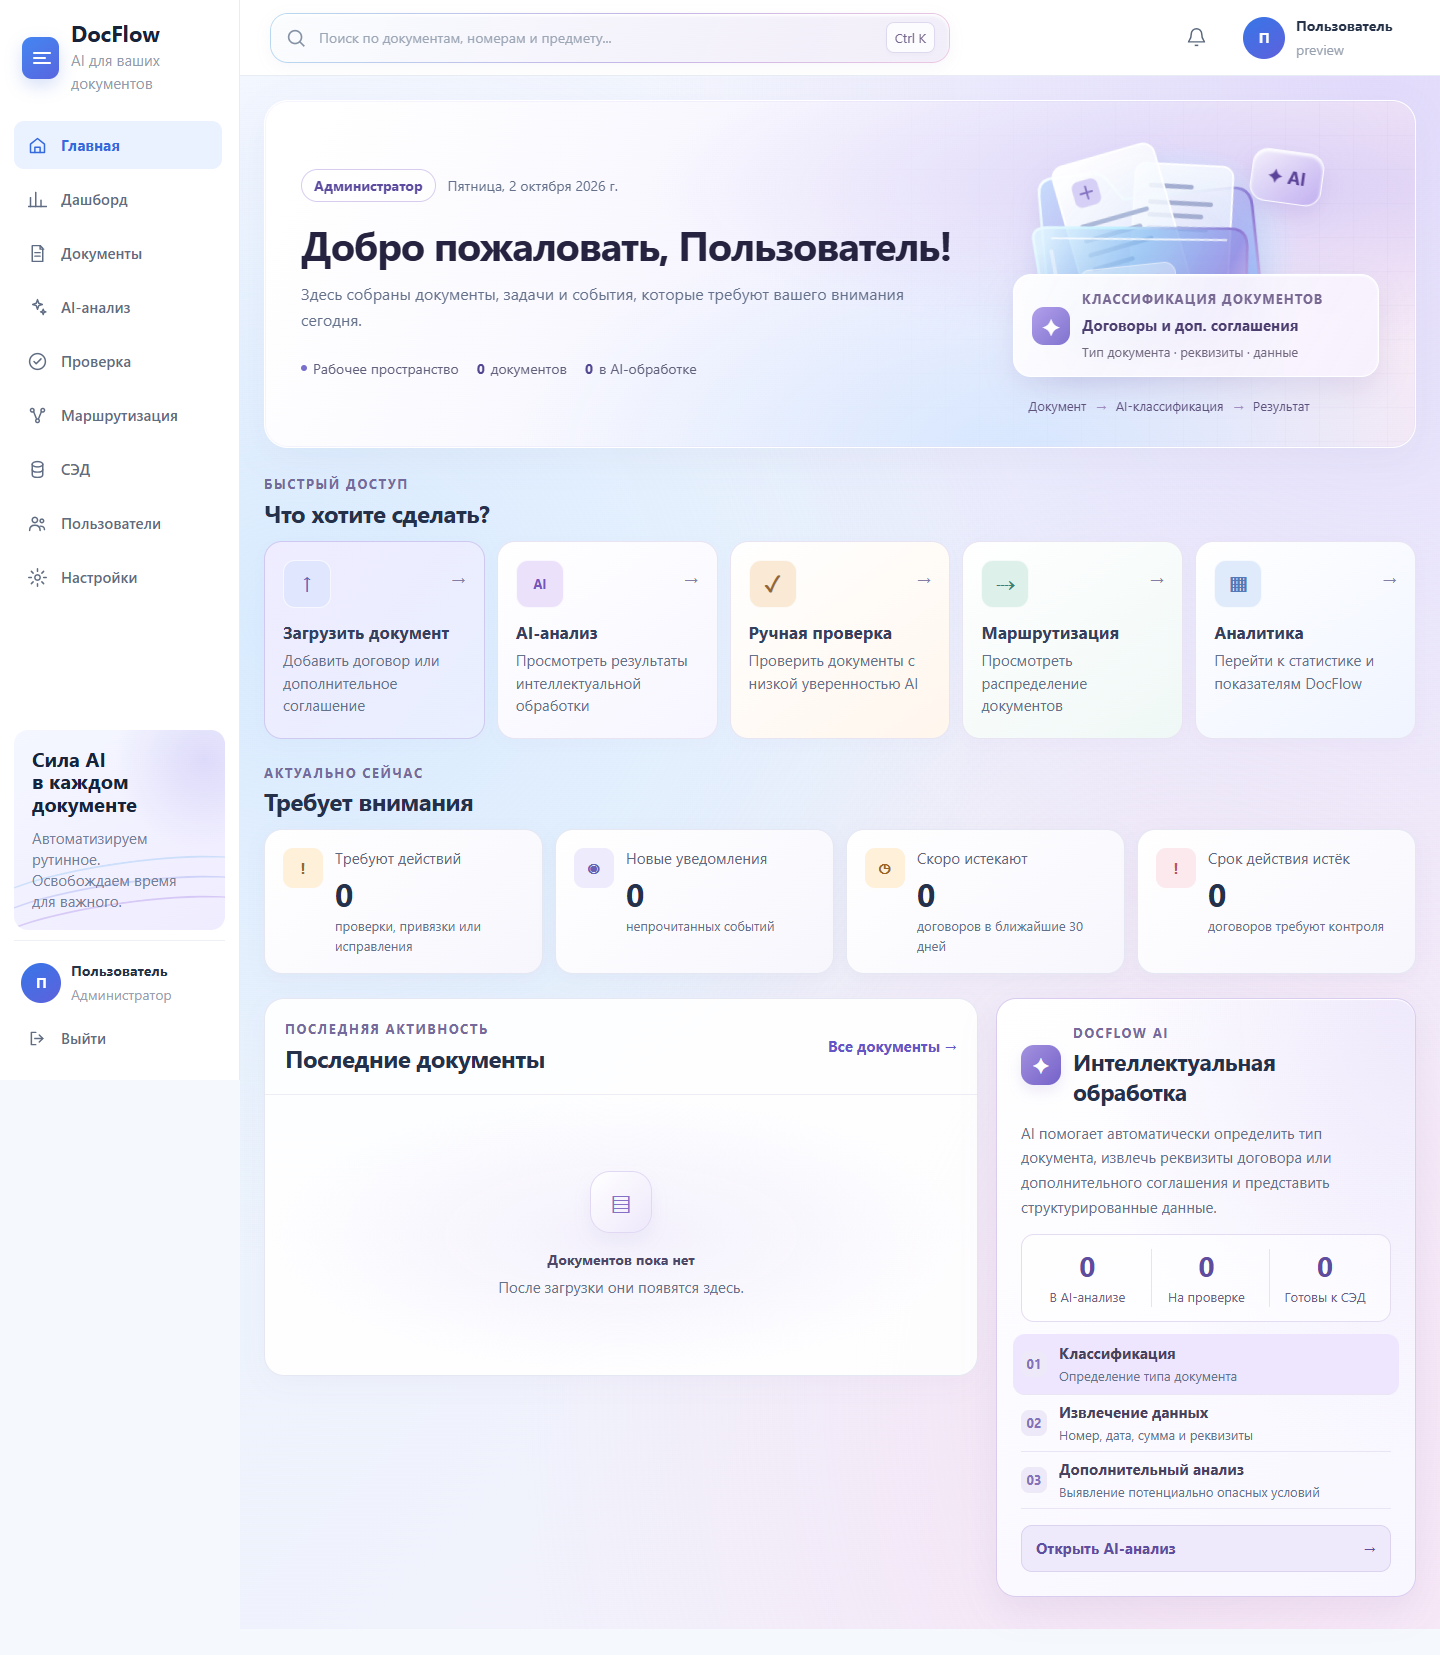 DocFlow
AI для ваших
документов
Главная
Дашборд
Документы
AI-анализ
Проверка
Маршрутизация
СЭД
Пользователи
Настройки
Сила AI
в каждом
документе
Автоматизируем
рутинное.
Освобождаем время
для важного.
П
Пользователь
Администратор
Выйти
Поиск по документам, номерам и предмету...
Ctrl K
П
Пользователь
preview
Администратор
Пятница, 2 октября 2026 г.
Добро пожаловать, Пользователь!
Здесь собраны документы, задачи и события, которые требуют вашего внимания
сегодня.
Рабочее пространство 0 документов 0 в AI-обработке
✦ AI
КЛАССИФИКАЦИЯ ДОКУМЕНТОВ
Договоры и доп. соглашения
Тип документа · реквизиты · данные
Документ → AI-классификация → Результат
БЫСТРЫЙ ДОСТУП
Что хотите сделать?
↑ →
Загрузить документ
Добавить договор или
дополнительное
соглашение
AI →
AI-анализ
Просмотреть результаты
интеллектуальной
обработки
✓ →
Ручная проверка
Проверить документы с
низкой уверенностью AI
⇢ →
Маршрутизация
Просмотреть
распределение
документов
▦ →
Аналитика
Перейти к статистике и
показателям DocFlow
АКТУАЛЬНО СЕЙЧАС
Требует внимания
!
Требуют действий
0
проверки, привязки или
исправления
◉
Новые уведомления
0
непрочитанных событий
◷
Скоро истекают
0
договоров в ближайшие 30
дней
!
Срок действия истёк
0
договоров требуют контроля
ПОСЛЕДНЯЯ АКТИВНОСТЬ
Последние документы
Все документы →
▤
Документов пока нет
После загрузки они появятся здесь.
DOCFLOW AI
✦
Интеллектуальная
обработка
AI помогает автоматически определить тип
документа, извлечь реквизиты договора или
дополнительного соглашения и представить
структурированные данные.
0
В AI-анализе
0
На проверке
0
Готовы к СЭД
01
Классификация
Определение типа документа
02
Извлечение данных
Номер, дата, сумма и реквизиты
03
Дополнительный анализ
Выявление потенциально опасных условий
Открыть AI-анализ →